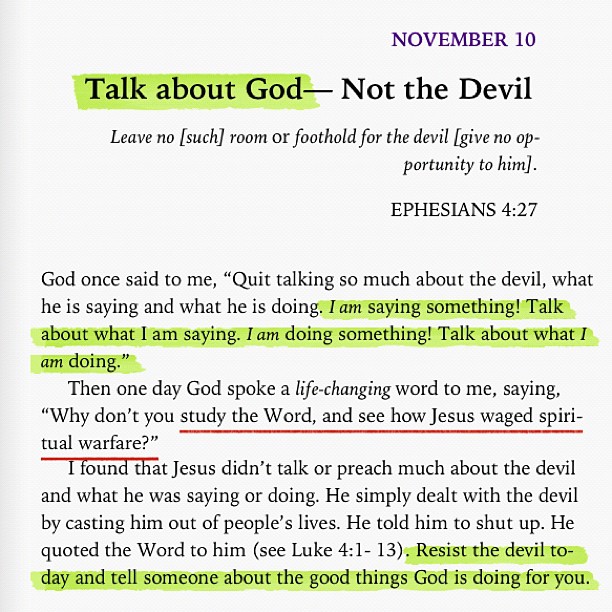 NOVEMBER 10
Talk about God— Not the Devil
Leave no [such] room or foothold for the devil [give no op-
portunity to him].
EPHESIANS 4:27
God once said to me, “Quit talking so much about the devil, what
he is saying and what he is doing. I am saying something! Talk
about what I am saying. I am doing something! Talk about what I
am doing.”
Then one day God spoke a life-changing word to me, saying,
“Why don’t you study the Word, and see how Jesus waged spiri-
tual warfare?”
I found that Jesus didn’t talk or preach much about the devil
and what he was saying or doing. He simply dealt with the devil
by casting him out of people’s lives. He told him to shut up. He
quoted the Word to him (see Luke 4:1- 13). Resist the devil to-
day and tell someone about the good things God is doing for you.